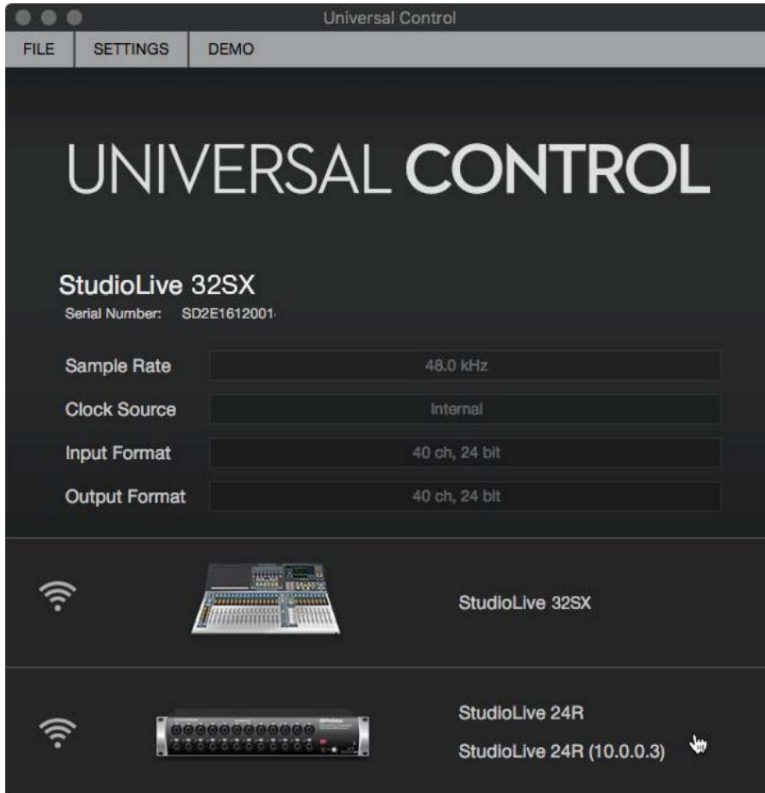 Universal Control
FILE SETTINGS DEMO
UNIVERSAL CONTROL
StudioLive 32SX
Serial Number: SD2E1612001
Sample Rate 48.0 kHz
Clock Source Internal
Input Format 40 ch, 24 bit
Output Format 40 ch, 24 bit
StudioLive 32SX
StudioLive 24R
StudioLive 24R (10.0.0.3)